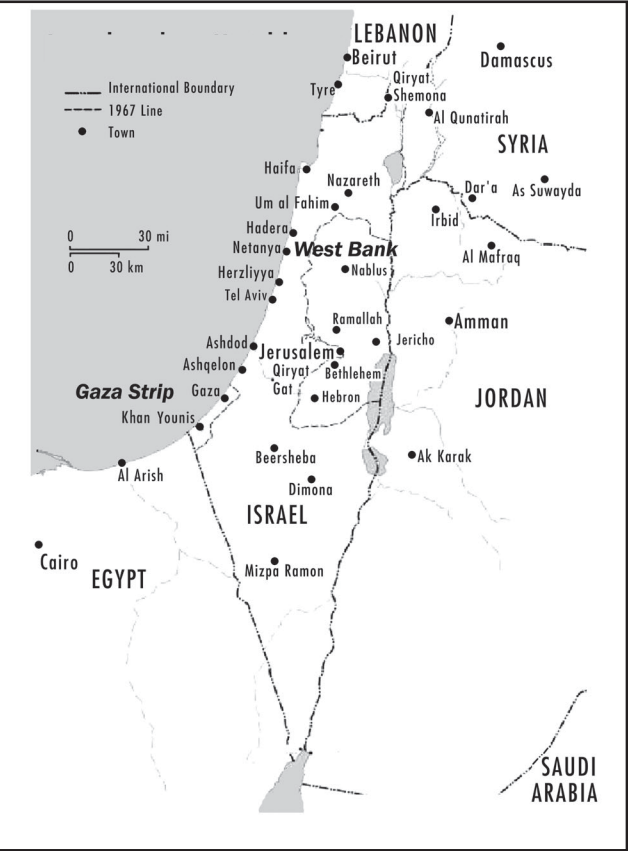 LEBANON
Beirut
Damascus
Qiryat
Shemona
Tyre
International Boundary
1967 Line
Town
Al Qunatirah
SYRIA
Haifa
Nazareth
Dar'a
As Suwayda
Um al Fahim
Irbid
Hadera
0 30 mi
0 30 km
Netanya
West Bank
Al Mafraq
Nablus
Herzliyya
Tel Aviv
Ramallah
Amman
Ashdod
Jerusalem
Jericho
Ashqelon
Qiryat
Gat
Bethlehem
Gaza Strip
Gaza
Hebron
JORDAN
Khan Younis
Beersheba
Ak Karak
Al Arish
Dimona
ISRAEL
Cairo
EGYPT
Mizpa Ramon
SAUDI
ARABIA